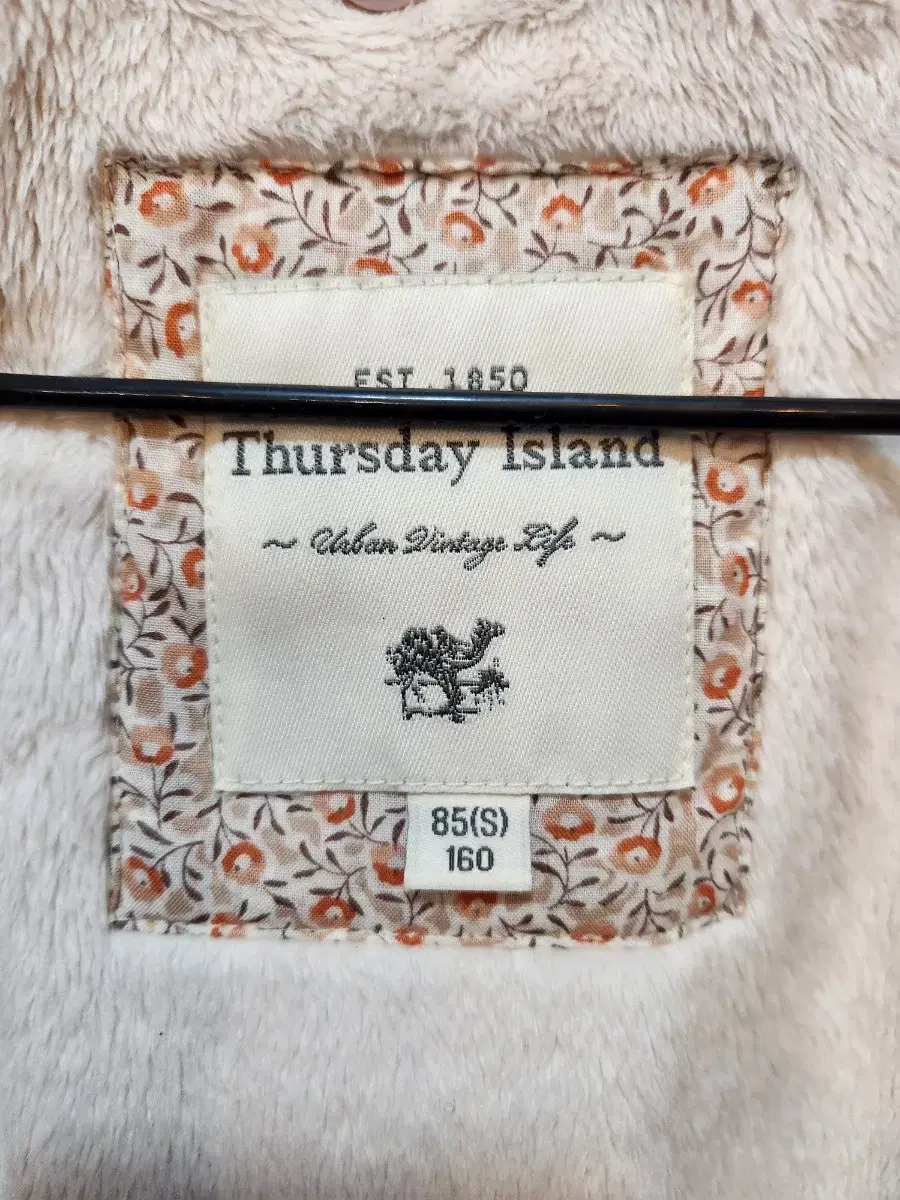 EST. 1850
Thursday Island
~ Urban Vintage Life ~
85(S)
160